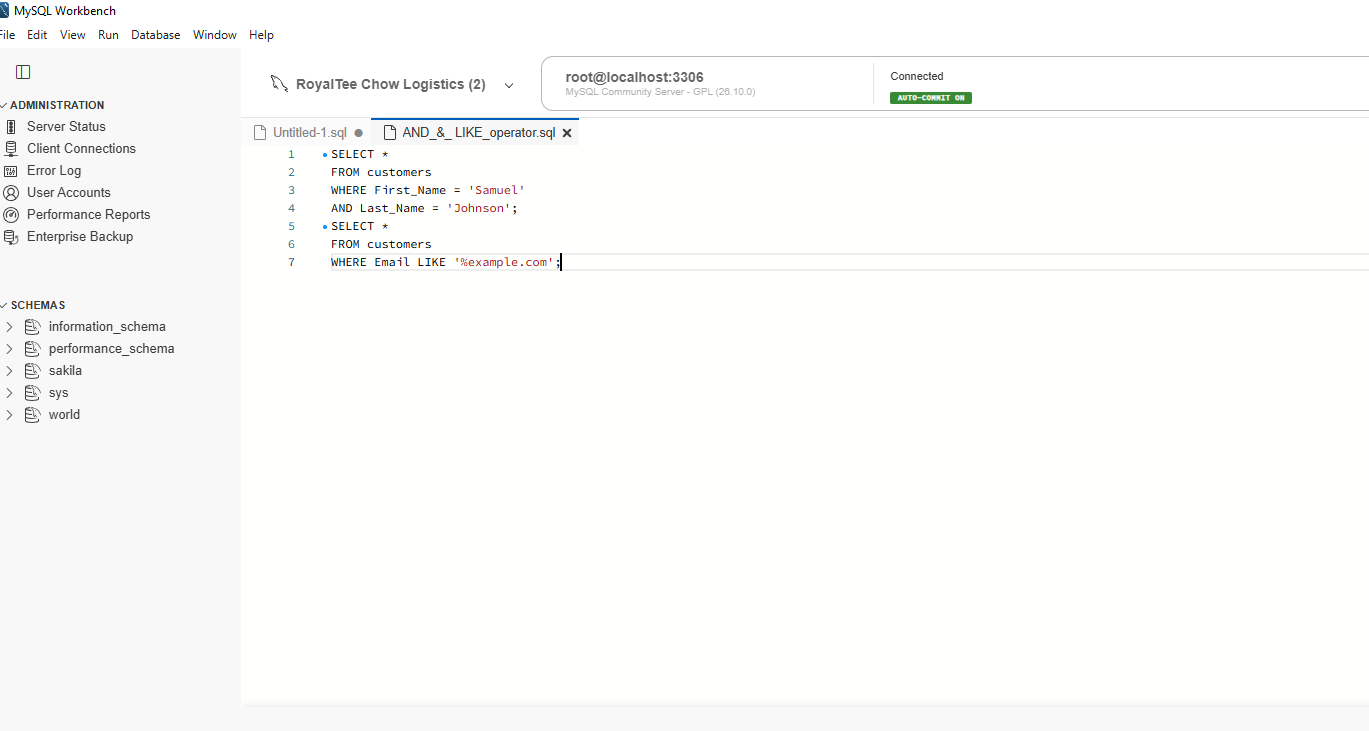 MySQL Workbench
File Edit View Run Database Window Help
RoyalTee Chow Logistics (2)
root@localhost:3306
MySQL Community Server - GPL (26.10.0)
Connected
AUTO-COMMIT ON
ADMINISTRATION
Server Status
Client Connections
Error Log
User Accounts
Performance Reports
Enterprise Backup
SCHEMAS
information_schema
performance_schema
sakila
sys
world
Untitled-1.sql
AND_&_ LIKE_operator.sql
1 SELECT *
2 FROM customers
3 WHERE First_Name = 'Samuel'
4 AND Last_Name = 'Johnson';
5 SELECT *
6 FROM customers
7 WHERE Email LIKE '%example.com';